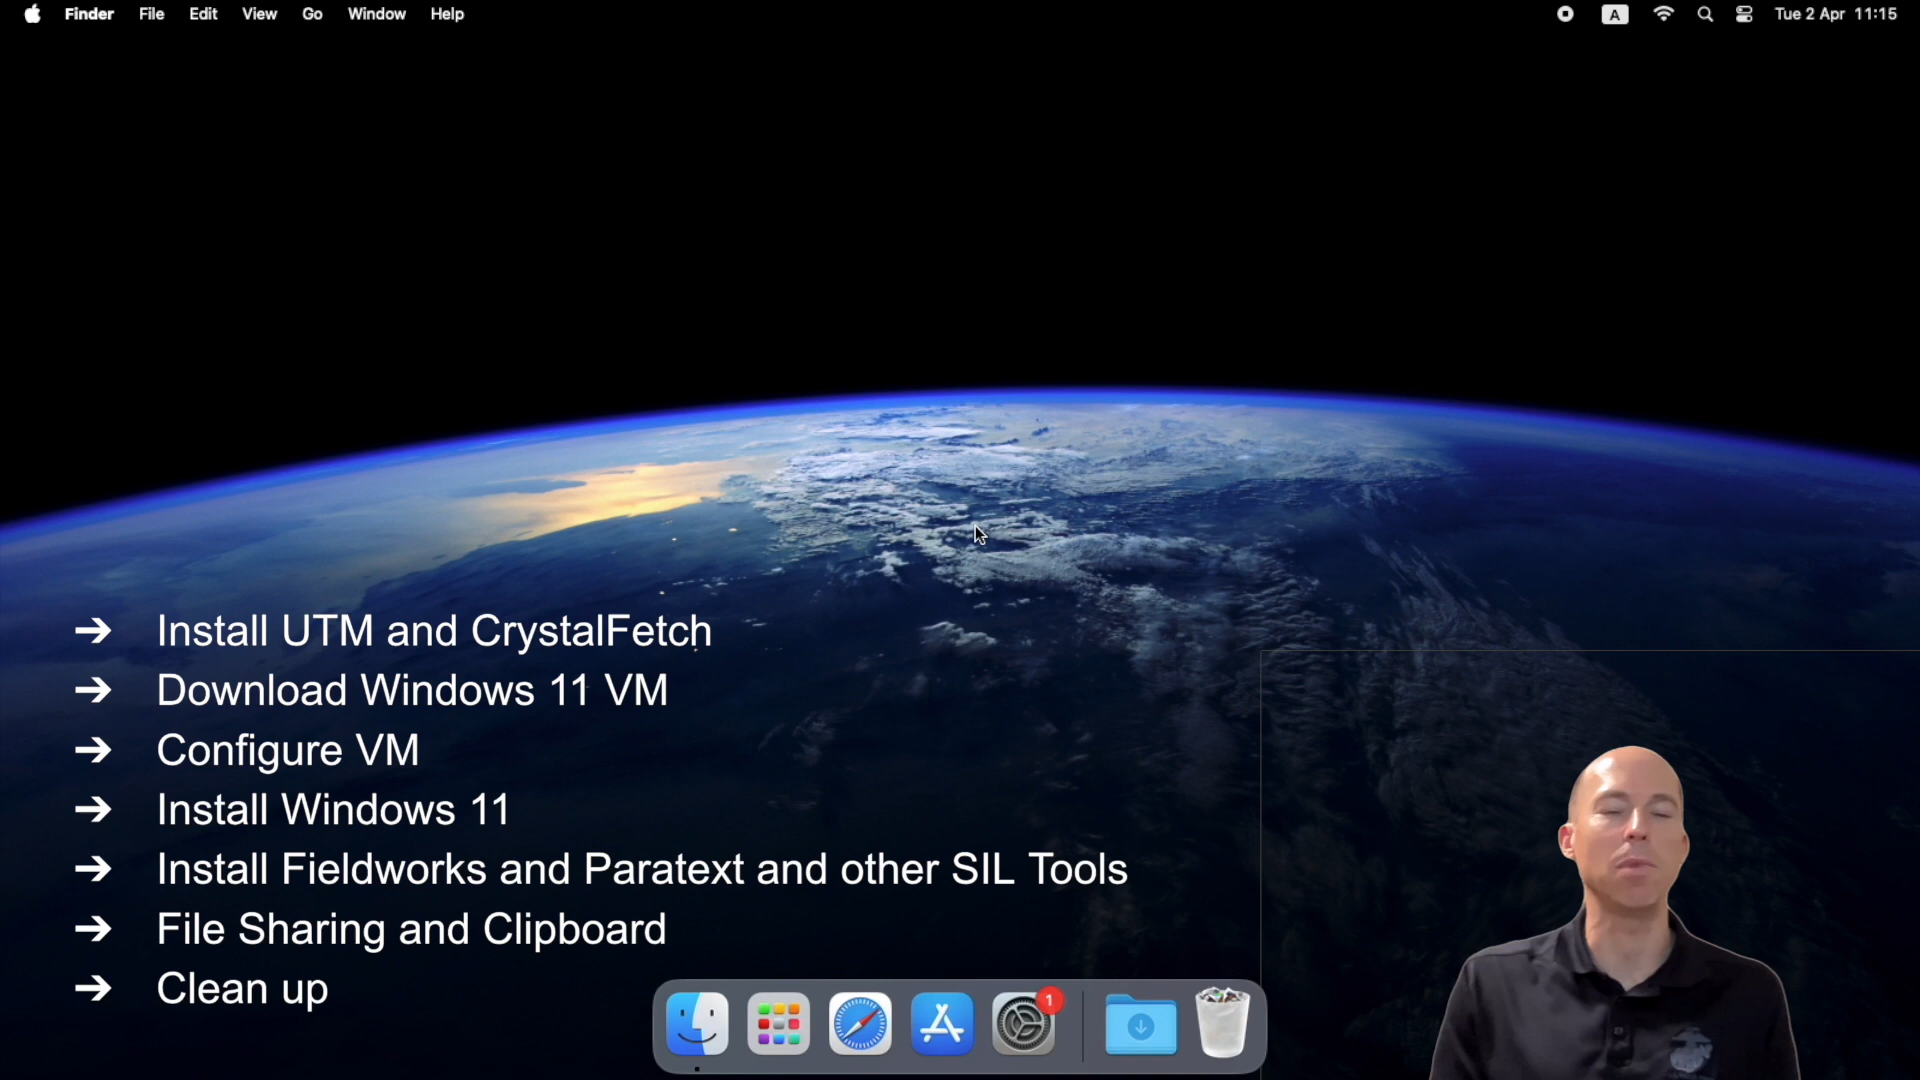 Finder File Edit View Go Window Help A Tue 2 Apr 11:15
➔ Install UTM and CrystalFetch
➔ Download Windows 11 VM
➔ Configure VM
➔ Install Windows 11
➔ Install Fieldworks and Paratext and other SIL Tools
➔ File Sharing and Clipboard
➔ Clean up
1